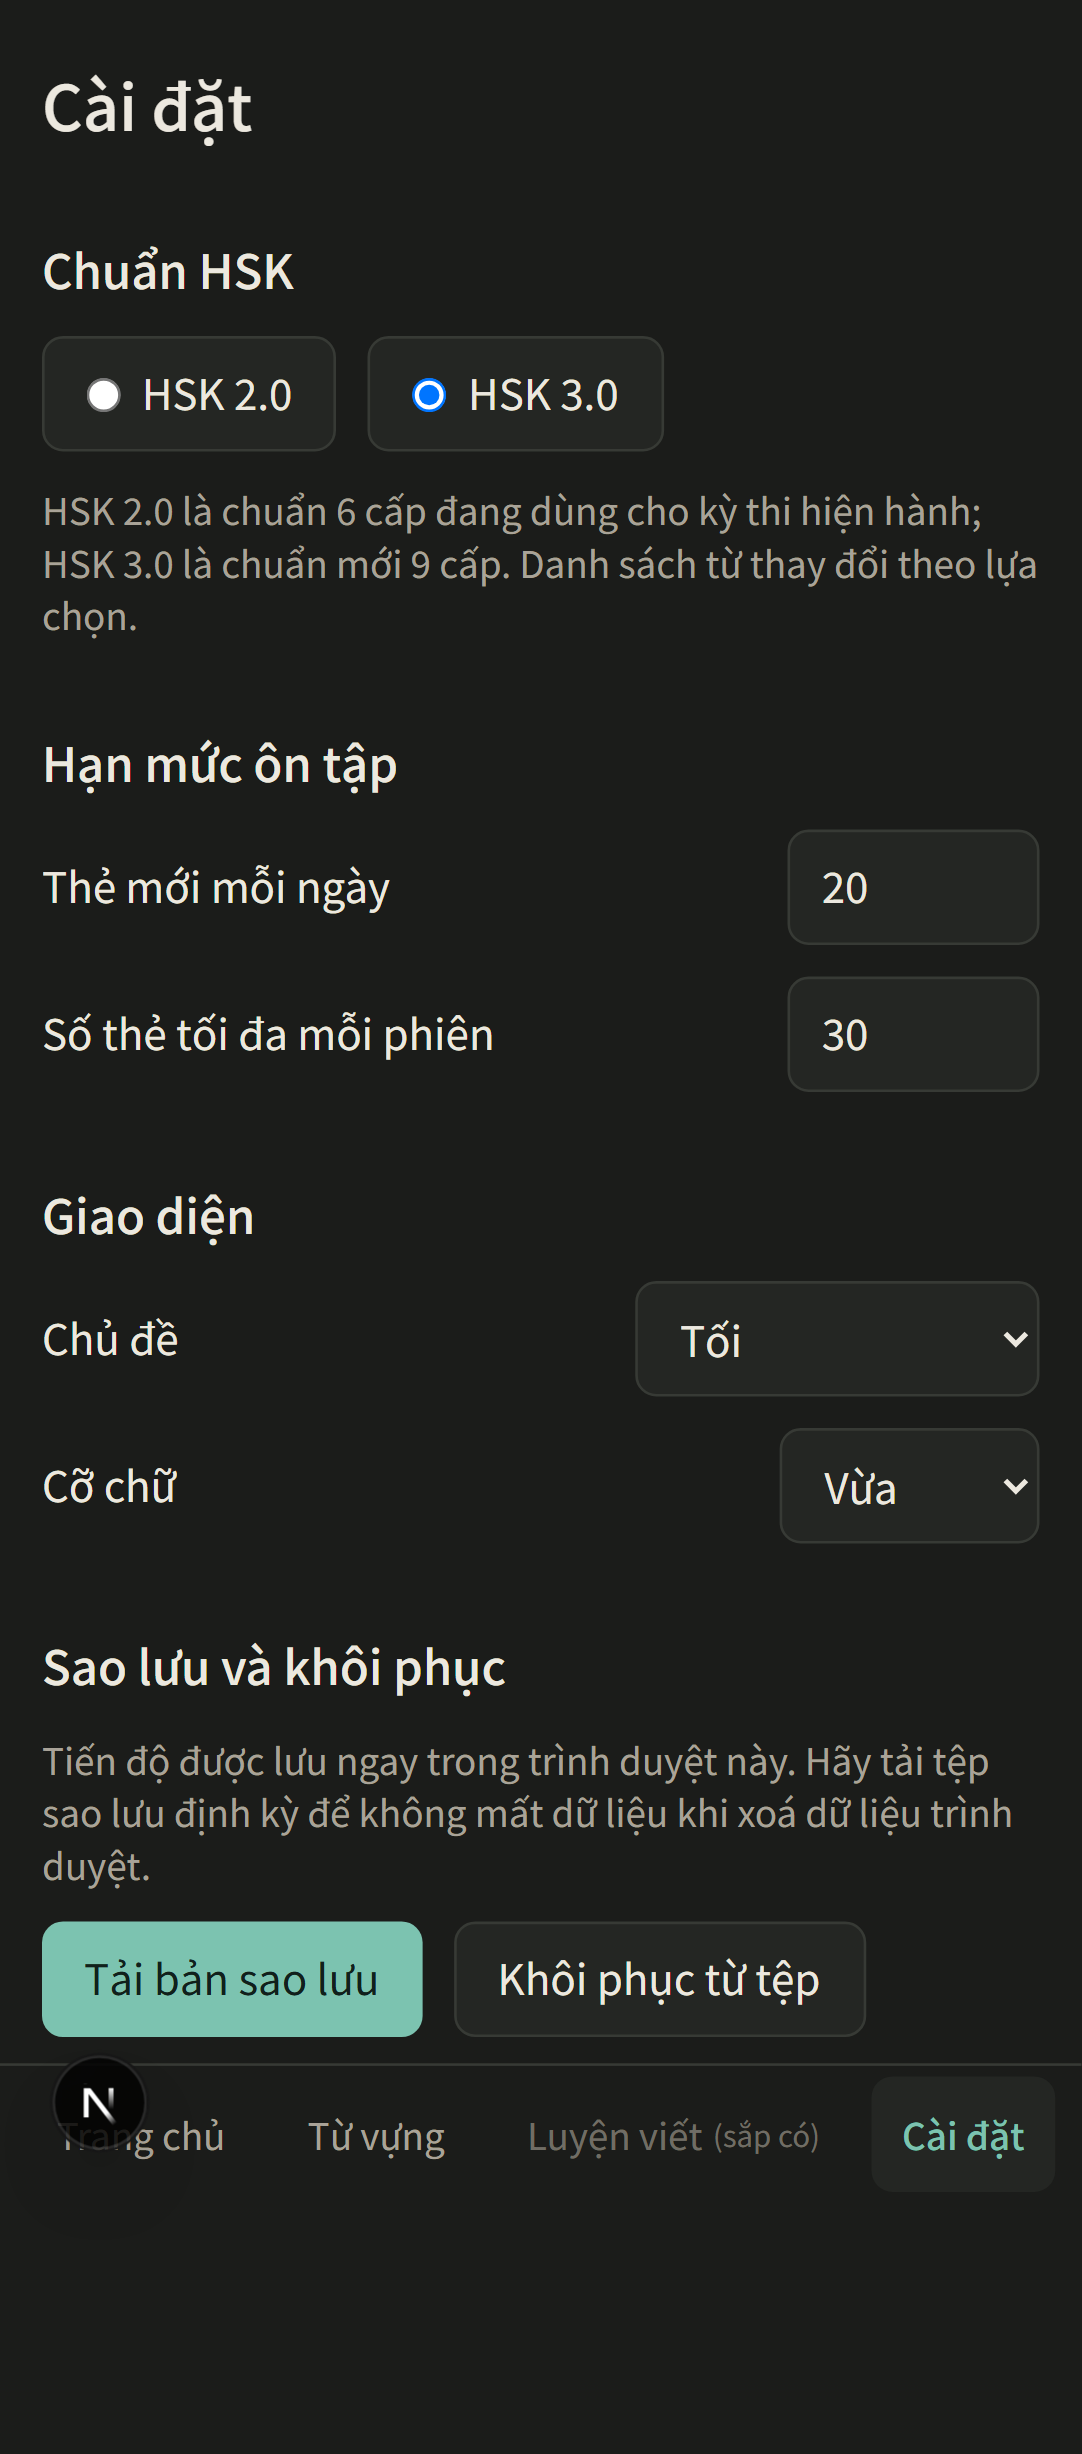 Cài đặt
Chuẩn HSK
HSK 2.0
HSK 3.0
HSK 2.0 là chuẩn 6 cấp đang dùng cho kỳ thi hiện hành;
HSK 3.0 là chuẩn mới 9 cấp. Danh sách từ thay đổi theo lựa
chọn.
Hạn mức ôn tập
Thẻ mới mỗi ngày
20
Số thẻ tối đa mỗi phiên
30
Giao diện
Chủ đề
Tối
Cỡ chữ
Vừa
Sao lưu và khôi phục
Tiến độ được lưu ngay trong trình duyệt này. Hãy tải tệp
sao lưu định kỳ để không mất dữ liệu khi xoá dữ liệu trình
duyệt.
Tải bản sao lưu
Khôi phục từ tệp
N
Trang chủ
Từ vựng
Luyện viết (sắp có)
Cài đặt